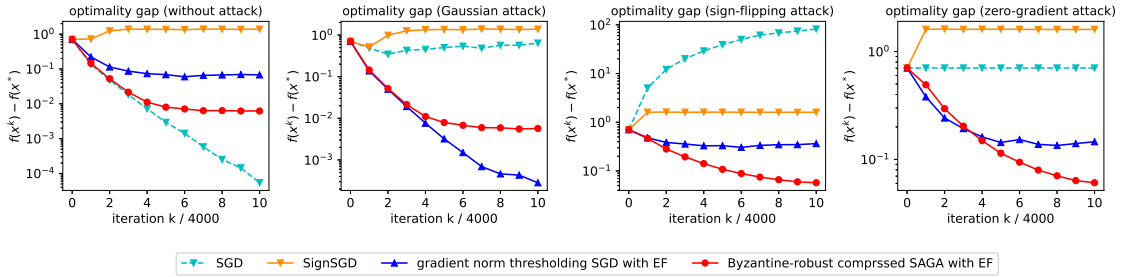 optimality gap (without attack)
f(x^k) − f(x^*)
10^0
10^−1
10^−2
10^−3
10^−4
0 2 4 6 8 10
iteration k / 4000
optimality gap (Gaussian attack)
f(x^k) − f(x^*)
10^0
10^−1
10^−2
10^−3
0 2 4 6 8 10
iteration k / 4000
optimality gap (sign-flipping attack)
f(x^k) − f(x^*)
10^2
10^1
10^0
10^−1
0 2 4 6 8 10
iteration k / 4000
optimality gap (zero-gradient attack)
f(x^k) − f(x^*)
10^0
10^−1
0 2 4 6 8 10
iteration k / 4000
SGD SignSGD gradient norm thresholding SGD with EF Byzantine-robust comprssed SAGA with EF